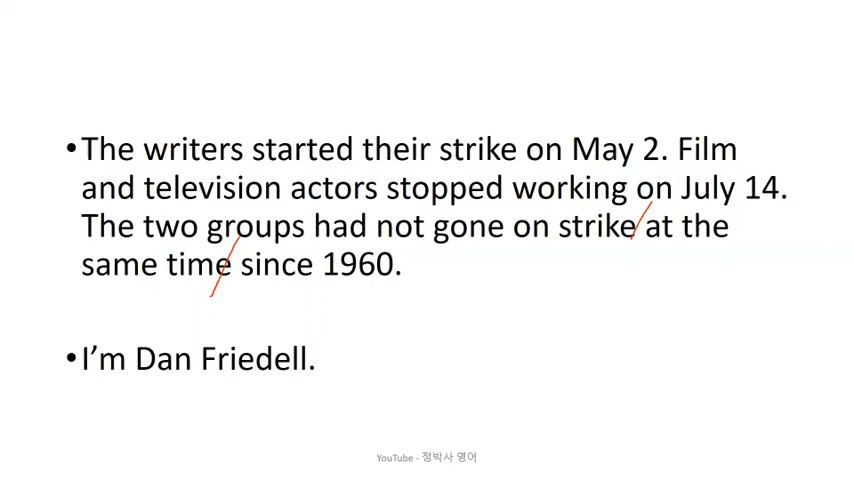 •The writers started their strike on May 2. Film
and television actors stopped working on July 14.
The two groups had not gone on strike at the
same time since 1960.
•I’m Dan Friedell.
YouTube - 정박사 영어